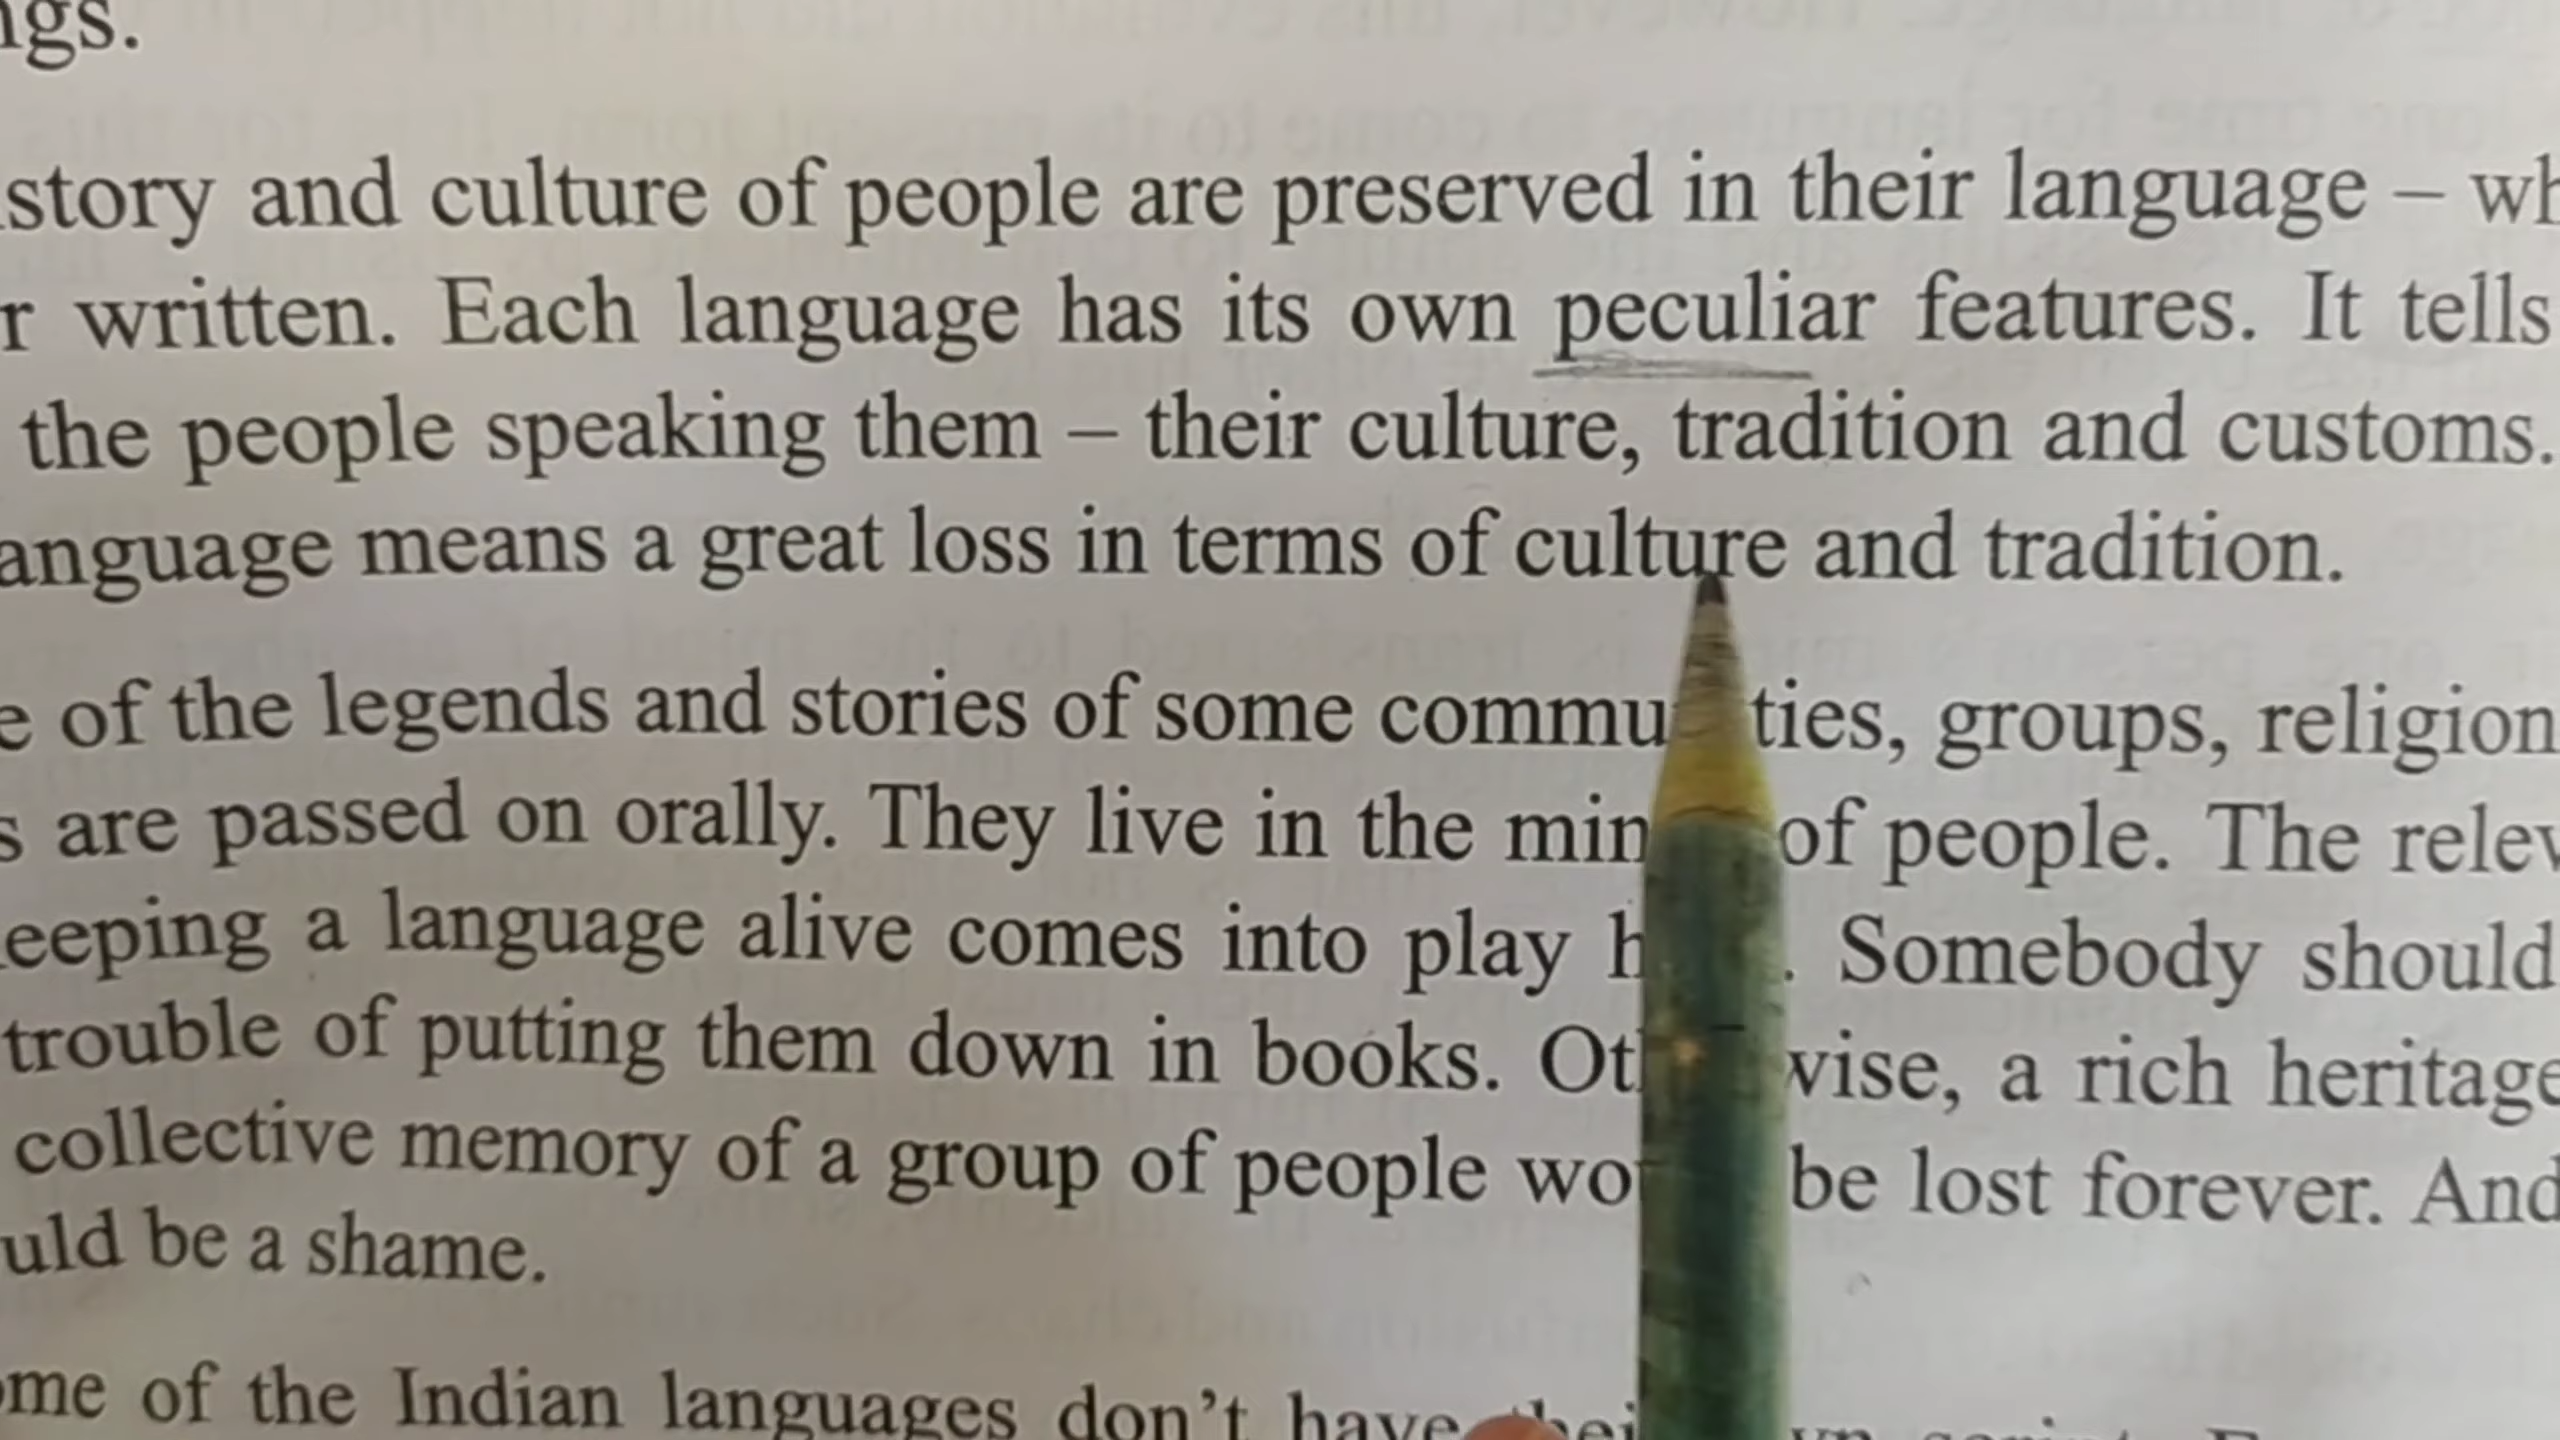 ngs.
story and culture of people are preserved in their language – wh
r written. Each language has its own peculiar features. It tells
the people speaking them – their culture, tradition and customs.
anguage means a great loss in terms of culture and tradition.
e of the legends and stories of some commu ties, groups, religion
s are passed on orally. They live in the min of people. The relev
eeping a language alive comes into play h . Somebody should
trouble of putting them down in books. Ot wise, a rich heritage
collective memory of a group of people wo be lost forever. And
uld be a shame.
ome of the Indian languages don't have